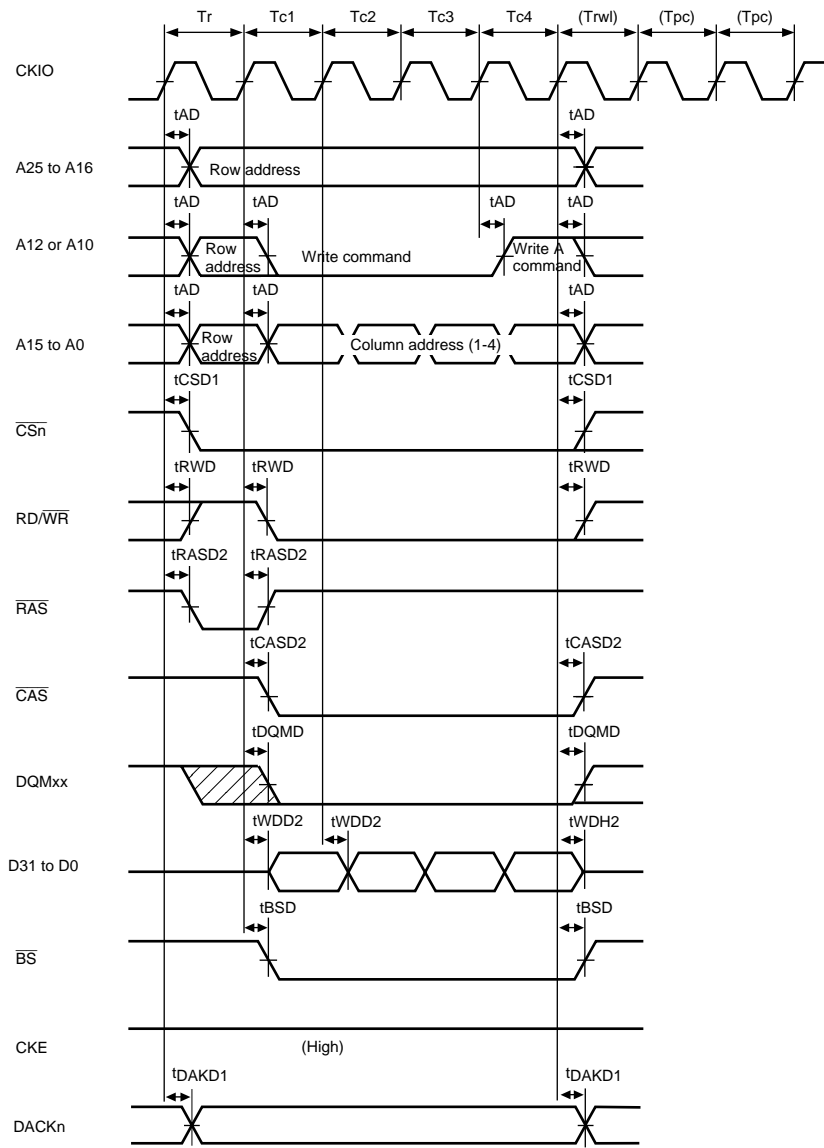 Tr Tc1 Tc2 Tc3 Tc4 (Trwl) (Tpc) (Tpc)
CKIO
tAD tAD
A25 to A16 Row address
tAD tAD tAD tAD
A12 or A10 Row address Write command Write A command
tAD tAD tAD
A15 to A0 Row address Column address (1-4)
tCSD1 tCSD1
CSn
tRWD tRWD tRWD
RD/WR
tRASD2 tRASD2
RAS
tCASD2 tCASD2
CAS
tDQMD tDQMD
DQMxx
tWDD2 tWDD2 tWDH2
D31 to D0
tBSD tBSD
BS
CKE (High)
tDAKD1 tDAKD1
DACKn